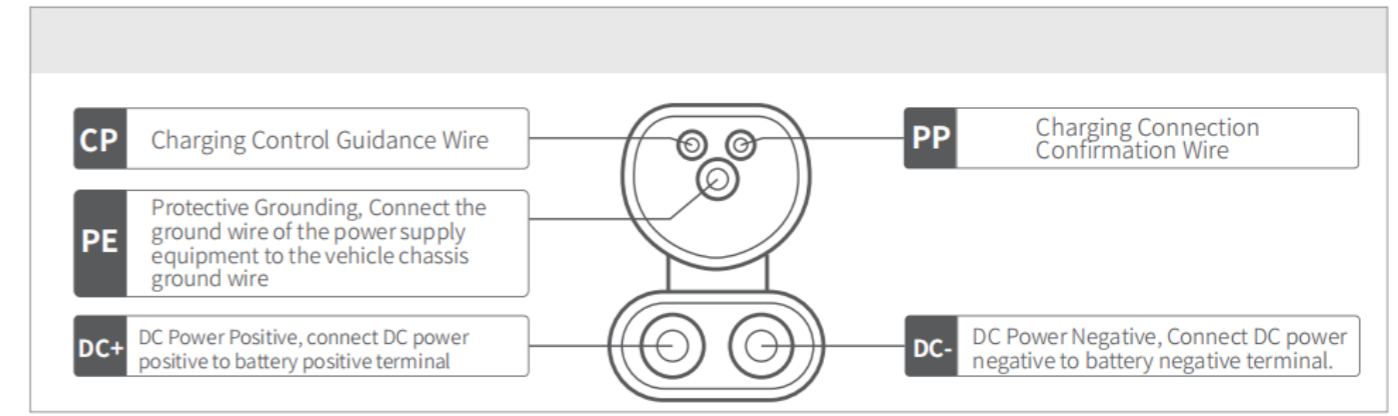 CP
Charging Control Guidance Wire
PP
Charging Connection
Confirmation Wire
PE
Protective Grounding, Connect the
ground wire of the power supply
equipment to the vehicle chassis
ground wire
DC+
DC Power Positive, connect DC power
positive to battery positive terminal
DC-
DC Power Negative, Connect DC power
negative to battery negative terminal.